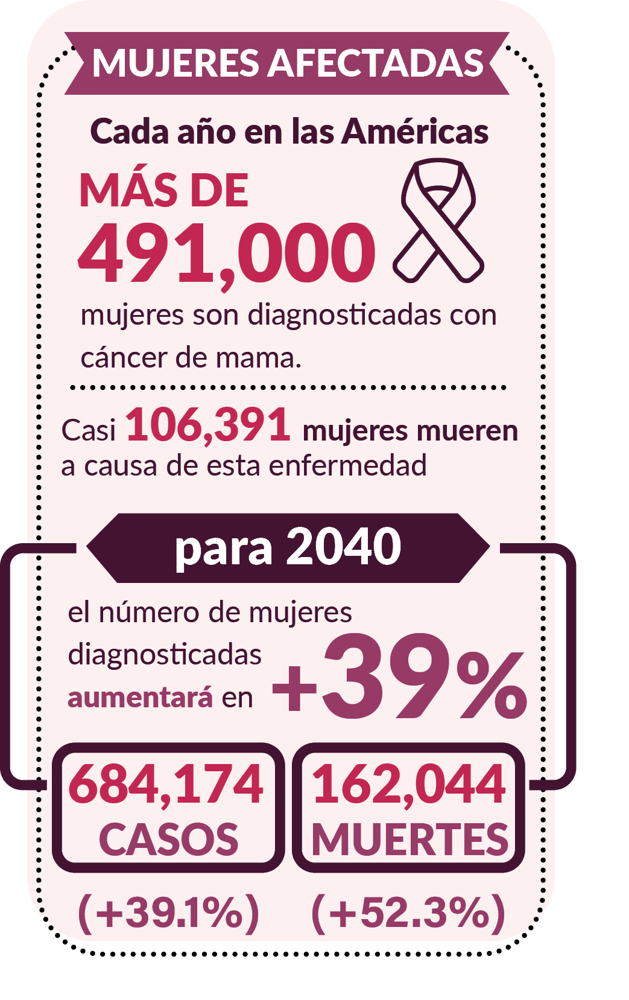 MUJERES AFECTADAS
Cada año en las Américas
MÁS DE
491,000
mujeres son diagnosticadas con
cáncer de mama.
Casi 106,391 mujeres mueren
a causa de esta enfermedad
para 2040
el número de mujeres
diagnosticadas
aumentará en +39%
684,174
CASOS
(+39.1%)
162,044
MUERTES
(+52.3%)